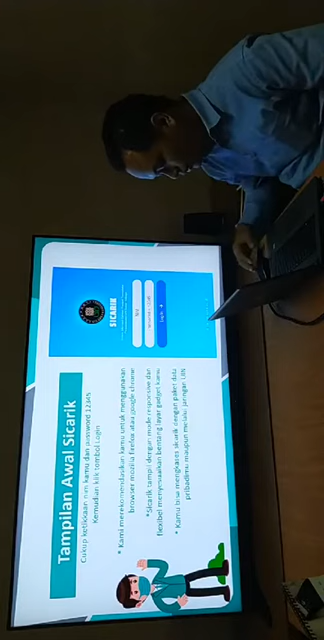 Tampilan Awal Sicarik
Cukup ketikkan nim kamu dan password 12345
Kemudian klik tombol Login
* Kami merekomendasikan kamu untuk menggunakan
browser mozilla firefox atau google chrome
*Sicarik tampil dengan mode responsive dan
flexibel menyesuaikan bentang layar gadget kamu
* Kamu bisa mengakses sicarik dengan paket data
pribadimu maupun melalui jaringan
SICARIK
Login